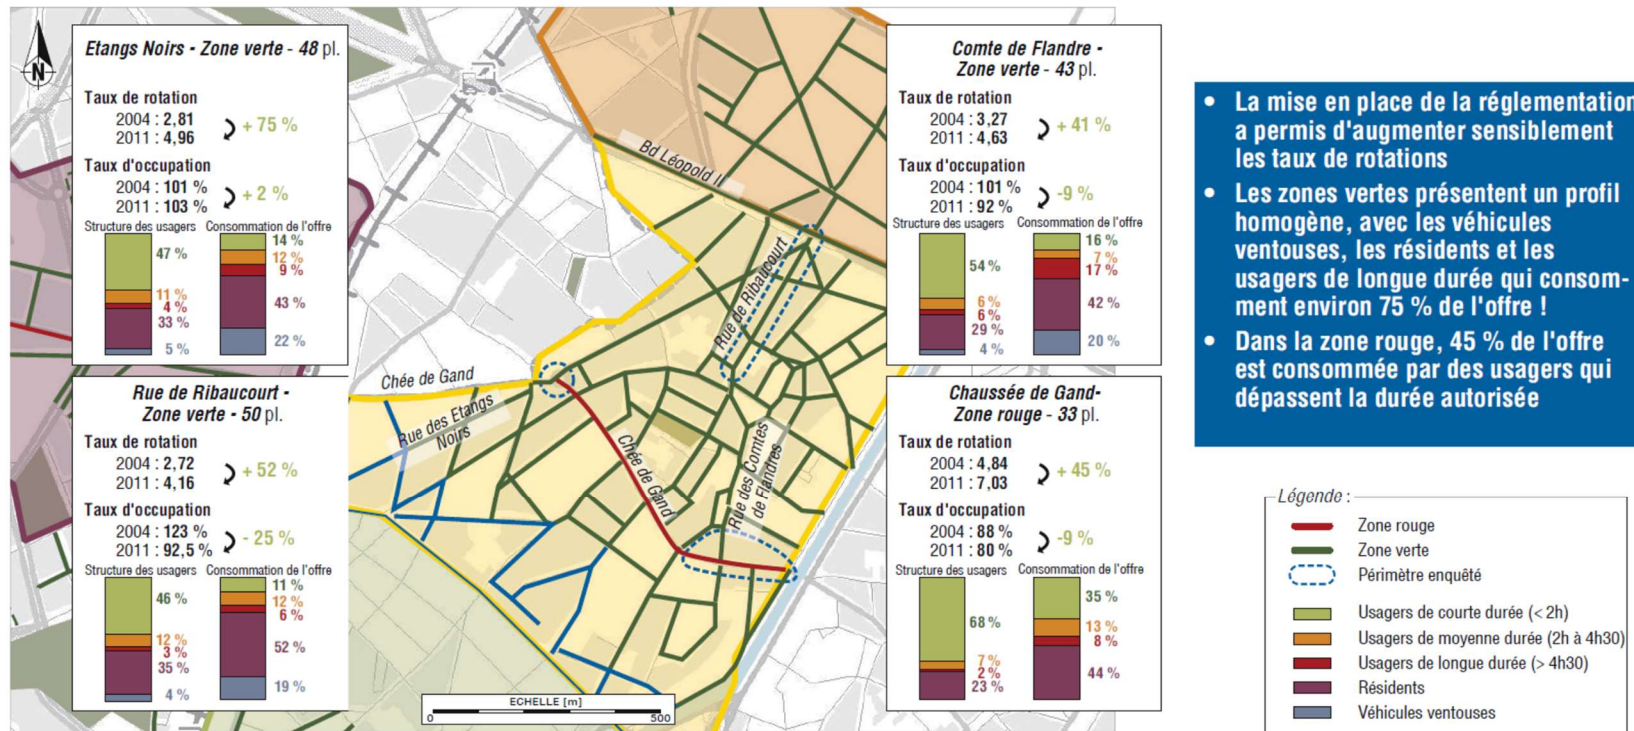 N
Etangs Noirs - Zone verte - 48 pl.
Taux de rotation
2004 : 2,81
2011 : 4,96
+ 75 %
Taux d'occupation
2004 : 101 %
2011 : 103 %
+ 2 %
Structure des usagers
Consommation de l'offre
47 %
11 %
4 %
33 %
5 %
14 %
12 %
9 %
43 %
22 %
Rue de Ribaucourt -
Zone verte - 50 pl.
Taux de rotation
2004 : 2,72
2011 : 4,16
+ 52 %
Taux d'occupation
2004 : 123 %
2011 : 92,5 %
- 25 %
Structure des usagers
Consommation de l'offre
46 %
12 %
3 %
35 %
4 %
11 %
12 %
6 %
52 %
19 %
Bd Léopold II
Rue de Ribaucourt
Chée de Gand
Rue des Etangs
Noirs
Chée de Gand
Rue des Comtes
de Flandres
ECHELLE [m]
0
500
Comte de Flandre -
Zone verte - 43 pl.
Taux de rotation
2004 : 3,27
2011 : 4,63
+ 41 %
Taux d'occupation
2004 : 101 %
2011 : 92 %
-9 %
Structure des usagers
Consommation de l'offre
54 %
6 %
6 %
29 %
4 %
16 %
7 %
17 %
42 %
20 %
Chaussée de Gand-
Zone rouge - 33 pl.
Taux de rotation
2004 : 4,84
2011 : 7,03
+ 45 %
Taux d'occupation
2004 : 88 %
2011 : 80 %
-9 %
Structure des usagers
Consommation de l'offre
68 %
7 %
2 %
23 %
35 %
13 %
8 %
44 %
• La mise en place de la réglementation
a permis d'augmenter sensiblement
les taux de rotations
• Les zones vertes présentent un profil
homogène, avec les véhicules
ventouses, les résidents et les
usagers de longue durée qui consom-
ment environ 75 % de l'offre !
• Dans la zone rouge, 45 % de l'offre
est consommée par des usagers qui
dépassent la durée autorisée
Légende :
Zone rouge
Zone verte
Périmètre enquêté
Usagers de courte durée (< 2h)
Usagers de moyenne durée (2h à 4h30)
Usagers de longue durée (> 4h30)
Résidents
Véhicules ventouses